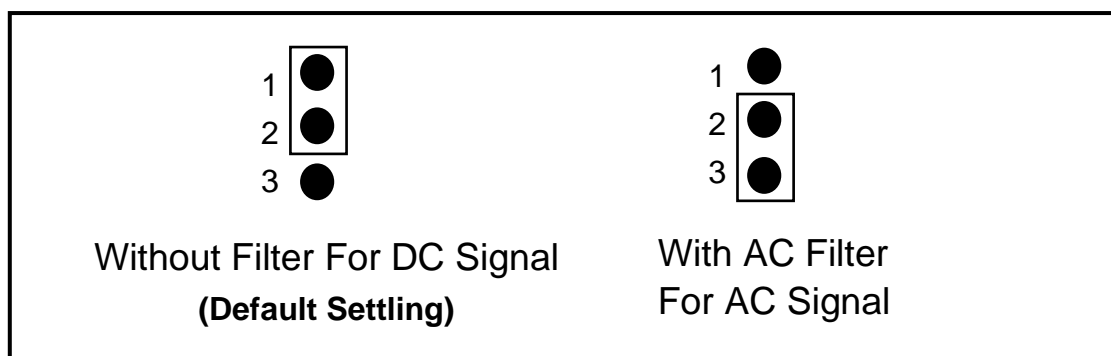 1
2
3
Without Filter For DC Signal
(Default Settling)
1
2
3
With AC Filter
For AC Signal